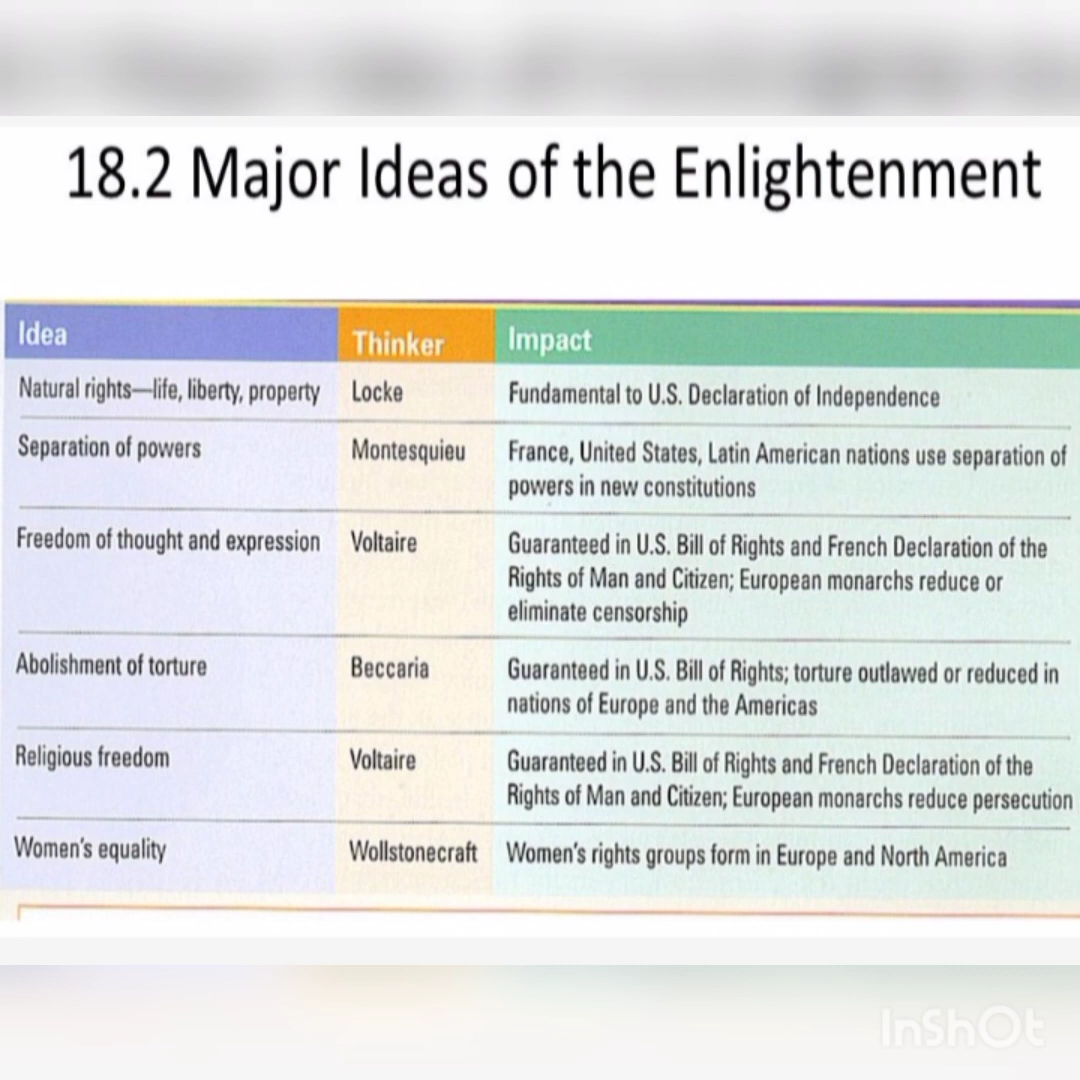 18.2 Major Ideas of the Enlightenment
Idea Thinker Impact
Natural rights—life, liberty, property Locke Fundamental to U.S. Declaration of Independence
Separation of powers Montesquieu France, United States, Latin American nations use separation of
powers in new constitutions
Freedom of thought and expression Voltaire Guaranteed in U.S. Bill of Rights and French Declaration of the
Rights of Man and Citizen; European monarchs reduce or
eliminate censorship
Abolishment of torture Beccaria Guaranteed in U.S. Bill of Rights; torture outlawed or reduced in
nations of Europe and the Americas
Religious freedom Voltaire Guaranteed in U.S. Bill of Rights and French Declaration of the
Rights of Man and Citizen; European monarchs reduce persecution
Women's equality Wollstonecraft Women's rights groups form in Europe and North America
InShOt